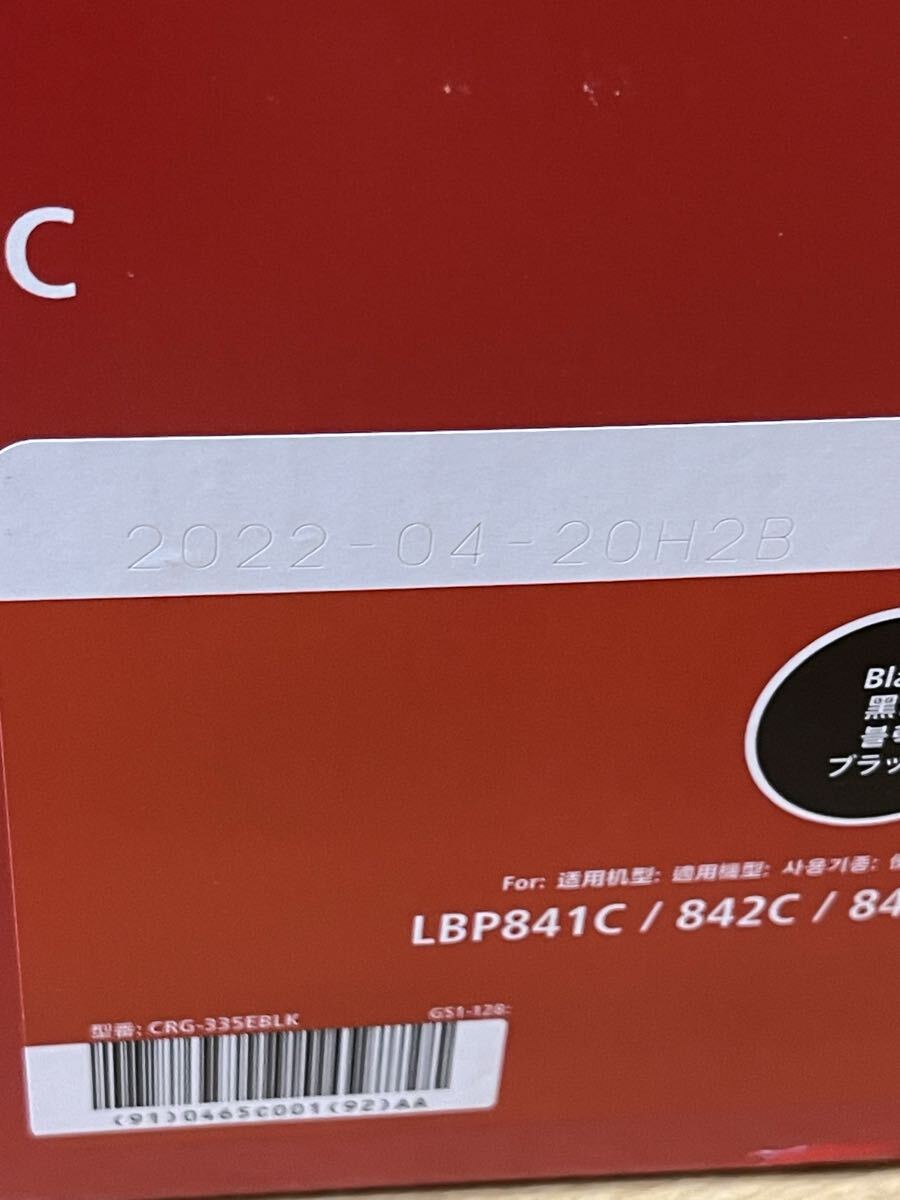 C
2022-04-20H2B
Bla
黑
블
ブラッ
For: 适用机型: 適用機型: 사용기종:
LBP841C / 842C / 84
型番: CRG-335EBLK
GS1-128:
(91)0465C001(92)AA